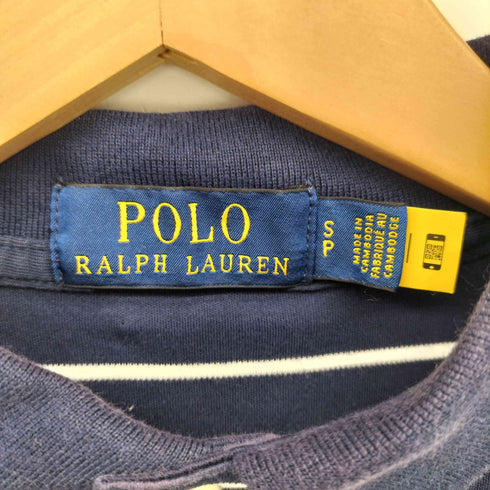 POLO
RALPH LAUREN
S
P
MADE IN
CAMBODIA
FABRIQUÉ AU
CAMBODGE